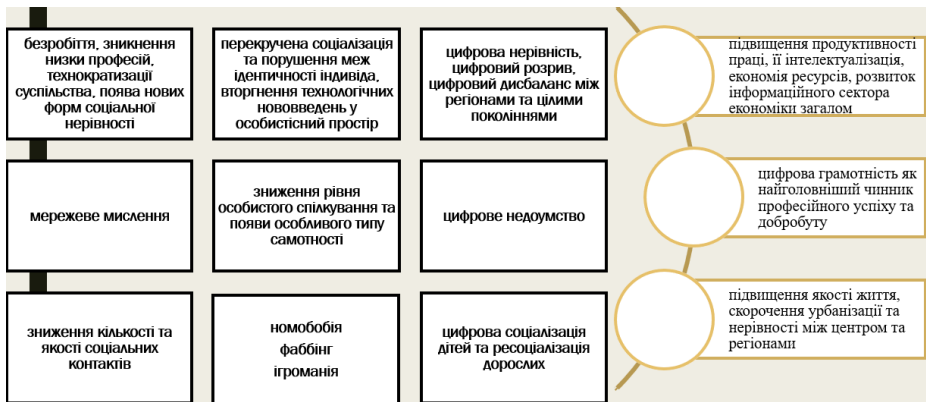 безробіття, зникнення
низки професій,
технократизації
суспільства, поява нових
форм соціальної
нерівності
перекручена соціалізація
та порушення меж
ідентичності індивіда,
вторгнення технологічних
нововведень у
особистісний простір
цифрова нерівність,
цифровий розрив,
цифровий дисбаланс між
регіонами та цілими
поколіннями
підвищення продуктивності
праці, її інтелектуалізація,
економія ресурсів, розвиток
інформаційного сектора
економіки загалом
мережеве мислення
зниження рівня
особистого спілкування та
появи особливого типу
самотності
цифрове недоумство
цифрова грамотність як
найголовніший чинник
професійного успіху та
добробуту
зниження кількості та
якості соціальних
контактів
номобобія
фаббінг
ігроманія
цифрова соціалізація
дітей та ресоціалізація
дорослих
підвищення якості життя,
скорочення урбанізації та
нерівності між центром та
регіонами